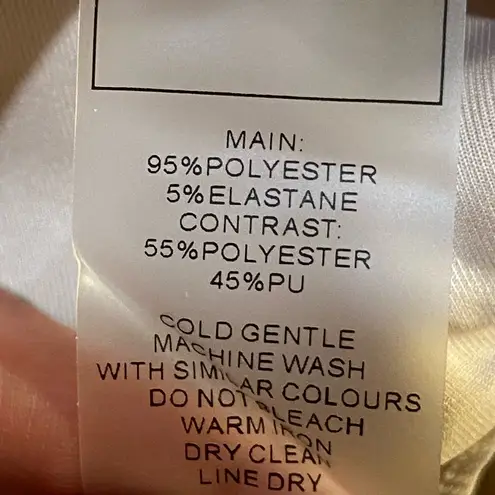 MAIN:
95%POLYESTER
5%ELASTANE
CONTRAST:
55%POLYESTER
45%PU
COLD GENTLE
MACHINE WASH
WITH SIMILAR COLOURS
DO NOT BLEACH
WARM IRON
DRY CLEAN
LINE DRY